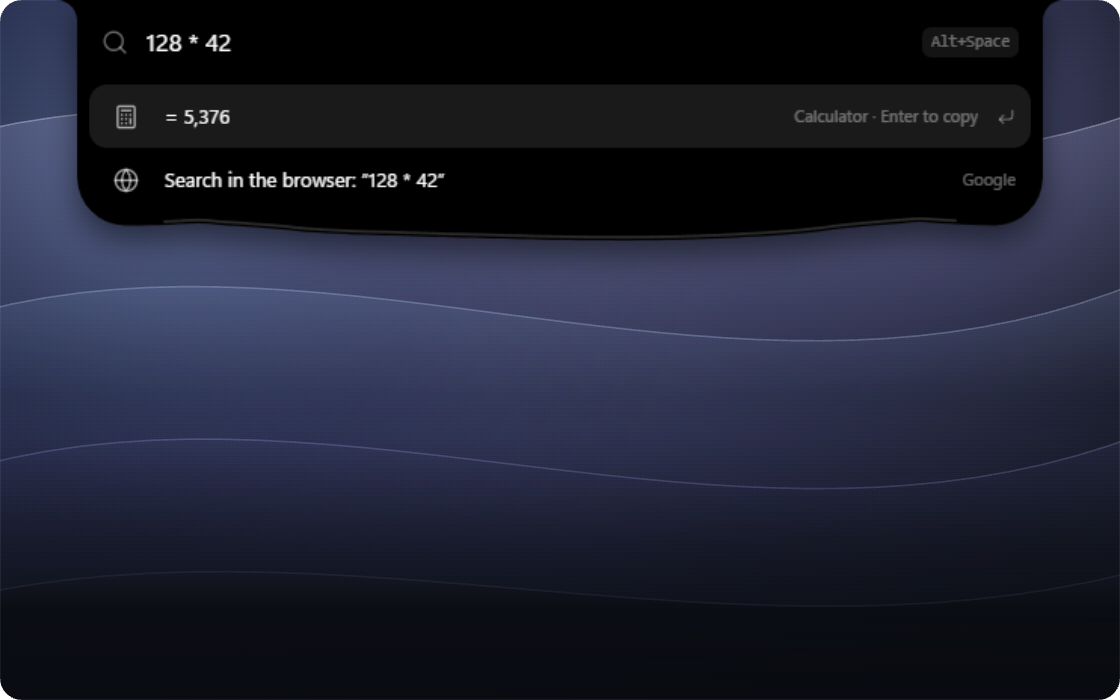 128 * 42
Alt+Space
= 5,376
Calculator · Enter to copy
Search in the browser: "128 * 42"
Google